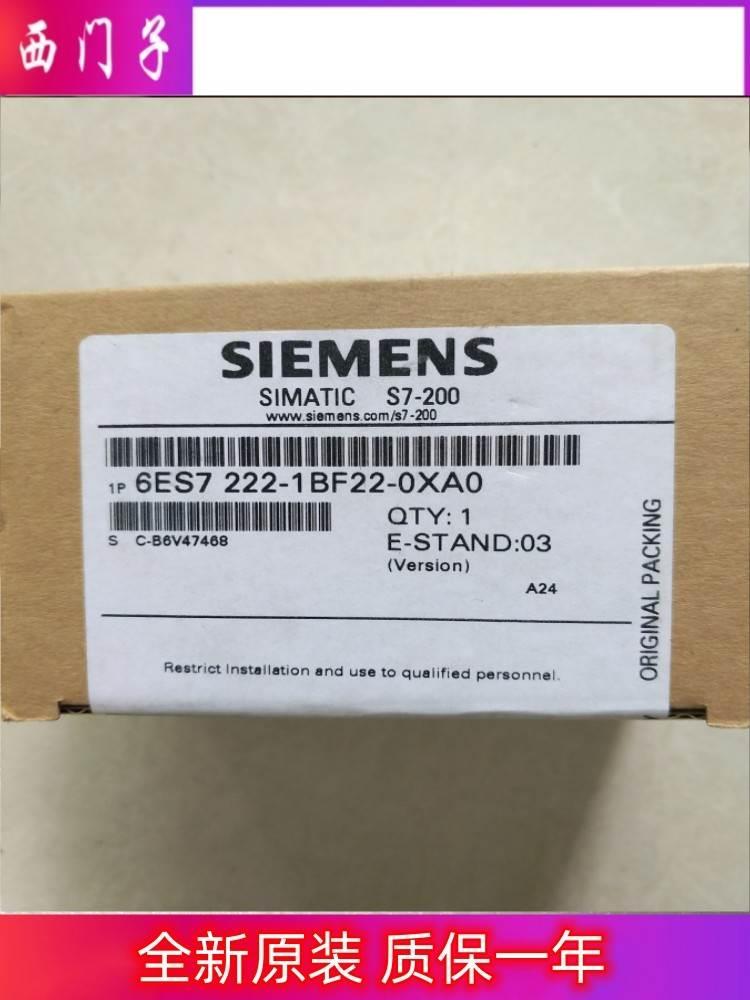 西门子
SIEMENS
SIMATIC S7-200
www.siemens.com/s7-200
1P 6ES7 222-1BF22-0XA0
S C-B6V47468
QTY: 1
E-STAND:03
(Version)
A24
ORIGINAL PACKING
Restrict Installation and use to qualified personnel.
全新原装 质保一年